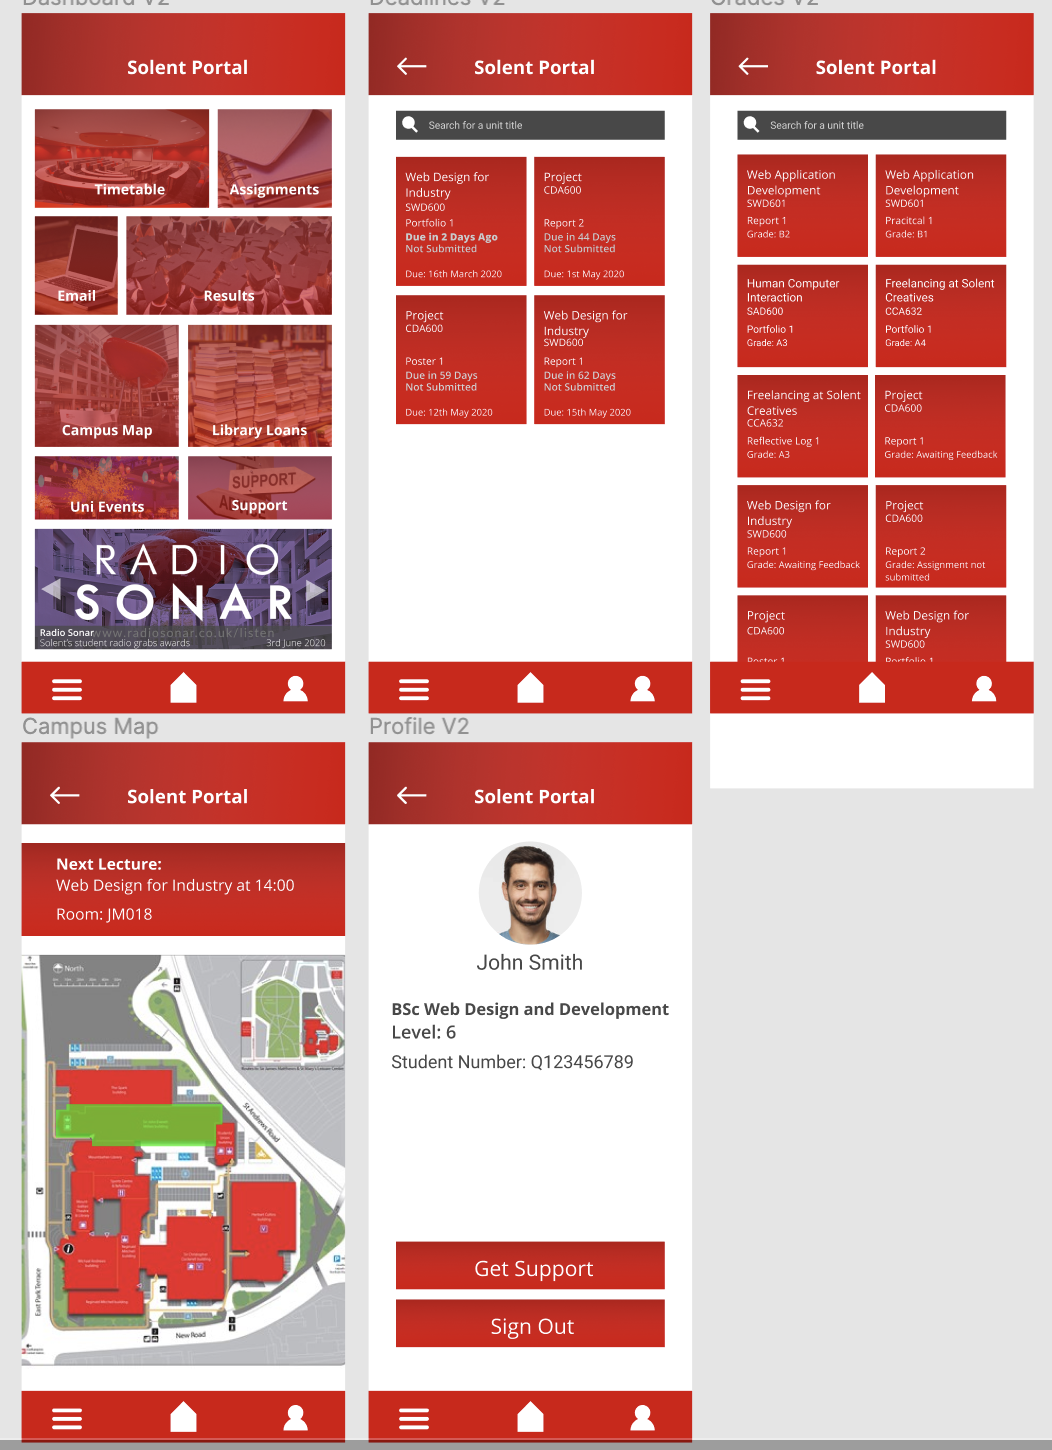 Dashboard V2
Solent Portal
Timetable
Assignments
Email
Results
Campus Map
Library Loans
Uni Events
SUPPORT
Support
RADIO
SONAR
www.radiosonar.co.uk/listen
Radio Sonar
Solent's student radio grabs awards
3rd June 2020
Deadlines V2
Solent Portal
Search for a unit title
Web Design for
Industry
SWD600
Portfolio 1
Due in 2 Days Ago
Not Submitted
Due: 16th March 2020
Project
CDA600
Report 2
Due in 44 Days
Not Submitted
Due: 1st May 2020
Project
CDA600
Poster 1
Due in 59 Days
Not Submitted
Due: 12th May 2020
Web Design for
Industry
SWD600
Report 1
Due in 62 Days
Not Submitted
Due: 15th May 2020
Grades V2
Solent Portal
Search for a unit title
Web Application
Development
SWD601
Report 1
Grade: B2
Web Application
Development
SWD601
Pracitcal 1
Grade: B1
Human Computer
Interaction
SAD600
Portfolio 1
Grade: A3
Freelancing at Solent
Creatives
CCA632
Portfolio 1
Grade: A4
Freelancing at Solent
Creatives
CCA632
Reflective Log 1
Grade: A3
Project
CDA600
Report 1
Grade: Awaiting Feedback
Web Design for
Industry
SWD600
Report 1
Grade: Awaiting Feedback
Project
CDA600
Report 2
Grade: Assignment not
submitted
Project
CDA600
Poster 1
Web Design for
Industry
SWD600
Portfolio 1
Campus Map
Solent Portal
Next Lecture:
Web Design for Industry at 14:00
Room: JM018
North
St Andrews Road
East Park Terrace
New Road
Profile V2
Solent Portal
John Smith
BSc Web Design and Development
Level: 6
Student Number: Q123456789
Get Support
Sign Out